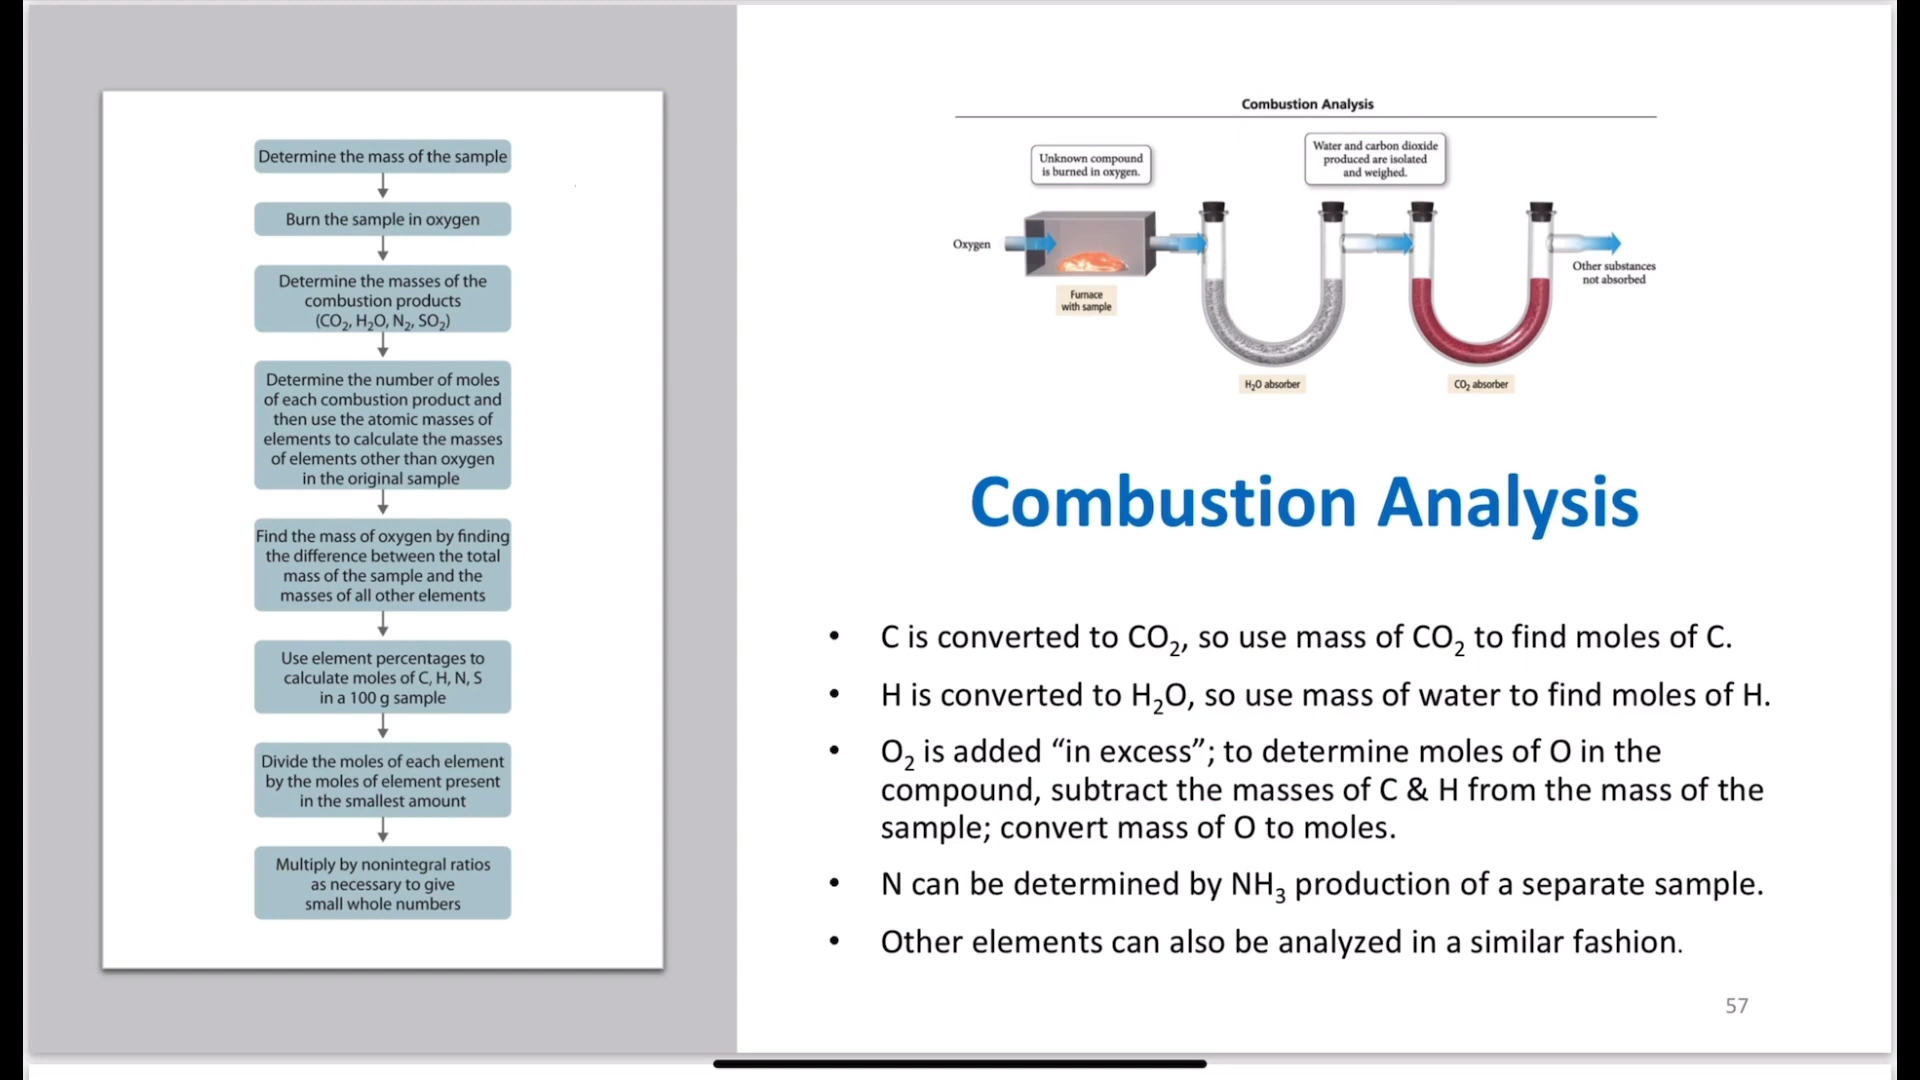 Determine the mass of the sample
Burn the sample in oxygen
Determine the masses of the
combustion products
(CO₂, H₂O, N₂, SO₂)
Determine the number of moles
of each combustion product and
then use the atomic masses of
elements to calculate the masses
of elements other than oxygen
in the original sample
Find the mass of oxygen by finding
the difference between the total
mass of the sample and the
masses of all other elements
Use element percentages to
calculate moles of C, H, N, S
in a 100 g sample
Divide the moles of each element
by the moles of element present
in the smallest amount
Multiply by nonintegral ratios
as necessary to give
small whole numbers
Combustion Analysis
Unknown compound
is burned in oxygen.
Water and carbon dioxide
produced are isolated
and weighed.
Oxygen
Furnace
with sample
Other substances
not absorbed
H₂O absorber
CO₂ absorber
Combustion Analysis
• C is converted to CO₂, so use mass of CO₂ to find moles of C.
• H is converted to H₂O, so use mass of water to find moles of H.
• O₂ is added “in excess”; to determine moles of O in the
compound, subtract the masses of C & H from the mass of the
sample; convert mass of O to moles.
• N can be determined by NH₃ production of a separate sample.
• Other elements can also be analyzed in a similar fashion.
57